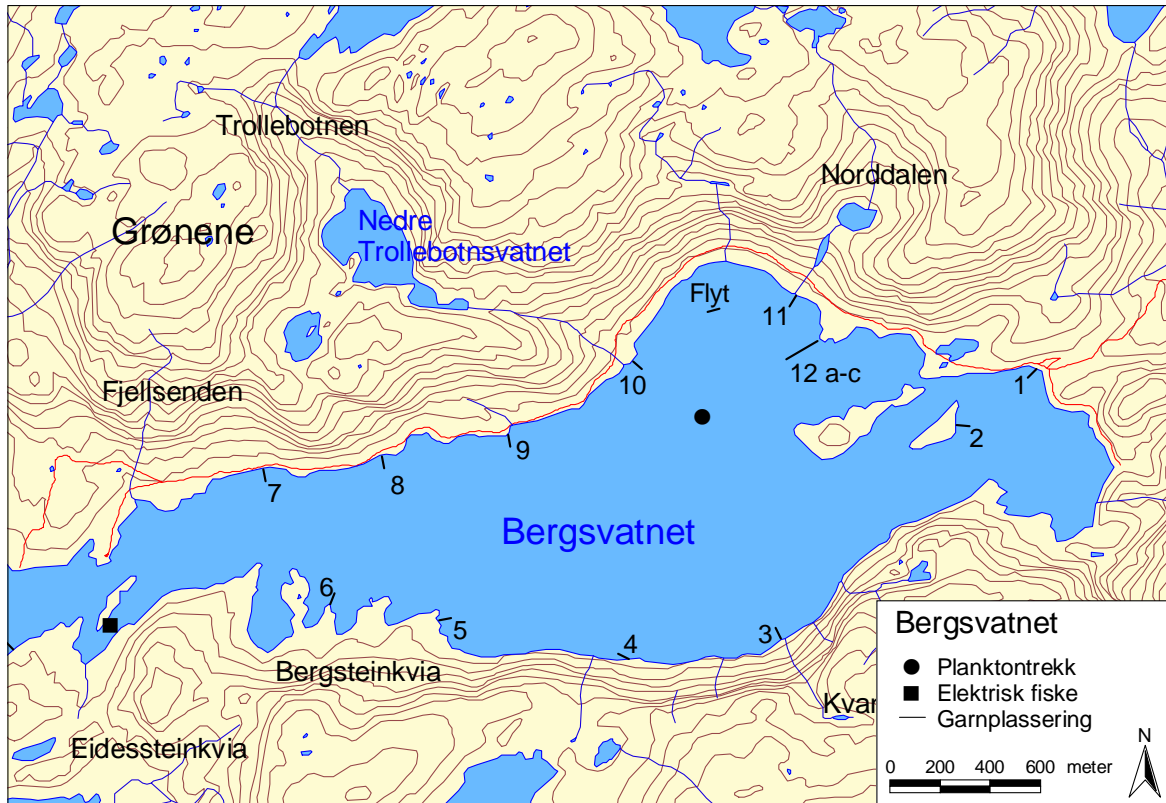 Trollebotnen
Norddalen
Grønene
Nedre
Trollebotnsvatnet
Flyt
11
12 a-c
10
1
Fjellsenden
2
9
8
7
Bergsvatnet
6
5
4
3
Bergsteinkvia
Eidessteinkvia
Kvar
Bergsvatnet
Planktontrekk
Elektrisk fiske
Garnplassering
N
0 200 400 600 meter